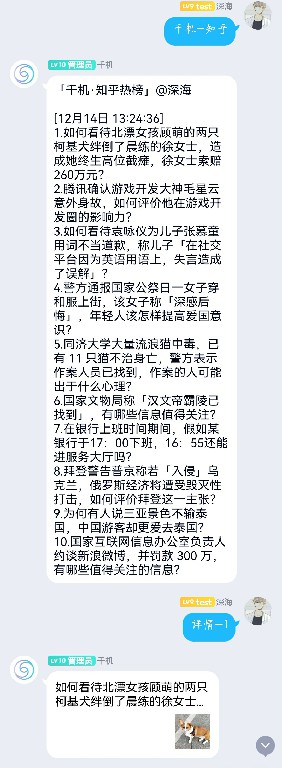 LV9 test 深海
千机-知乎
LV10 管理员 千机
「千机·知乎热榜」@深海
[12月14日 13:24:36]
1.如何看待北漂女孩顾萌的两只
柯基犬绊倒了晨练的徐女士，
造成她终生高位截瘫，徐女士索赔
260万元？
2.腾讯确认游戏开发大神毛星云
意外身故，如何评价他在游戏开
发圈的影响力？
3.如何看待袁咏仪为儿子张慕童
用词不当道歉，称儿子「在社交
平台因为英语用语上，失言造成
了误解」？
4.警方通报国家公祭日一女子穿
和服上街，该女子称「深感后
悔」，年轻人该怎样提高爱国意
识？
5.同济大学大量流浪猫中毒，已
有 11 只猫不治身亡，警方表示
作案人员已找到，作案的人可能
出于什么心理？
6.国家文物局称「汉文帝霸陵已
找到」，有哪些信息值得关注？
7.在银行上班时间期间，假如某
银行于17：00下班，16：55还能
进服务大厅吗？
8.拜登警告普京称若「入侵」乌
克兰，俄罗斯经济将遭受毁灭性
打击，如何评价拜登这一主张？
9.为何有人说三亚景色不输泰
国，中国游客却更爱去泰国？
10.国家互联网信息办公室负责人
约谈新浪微博，并罚款 300 万，
有哪些值得关注的信息？
LV9 test 深海
详情-1
LV10 管理员 千机
如何看待北漂女孩顾萌的两只
柯基犬绊倒了晨练的徐女士...